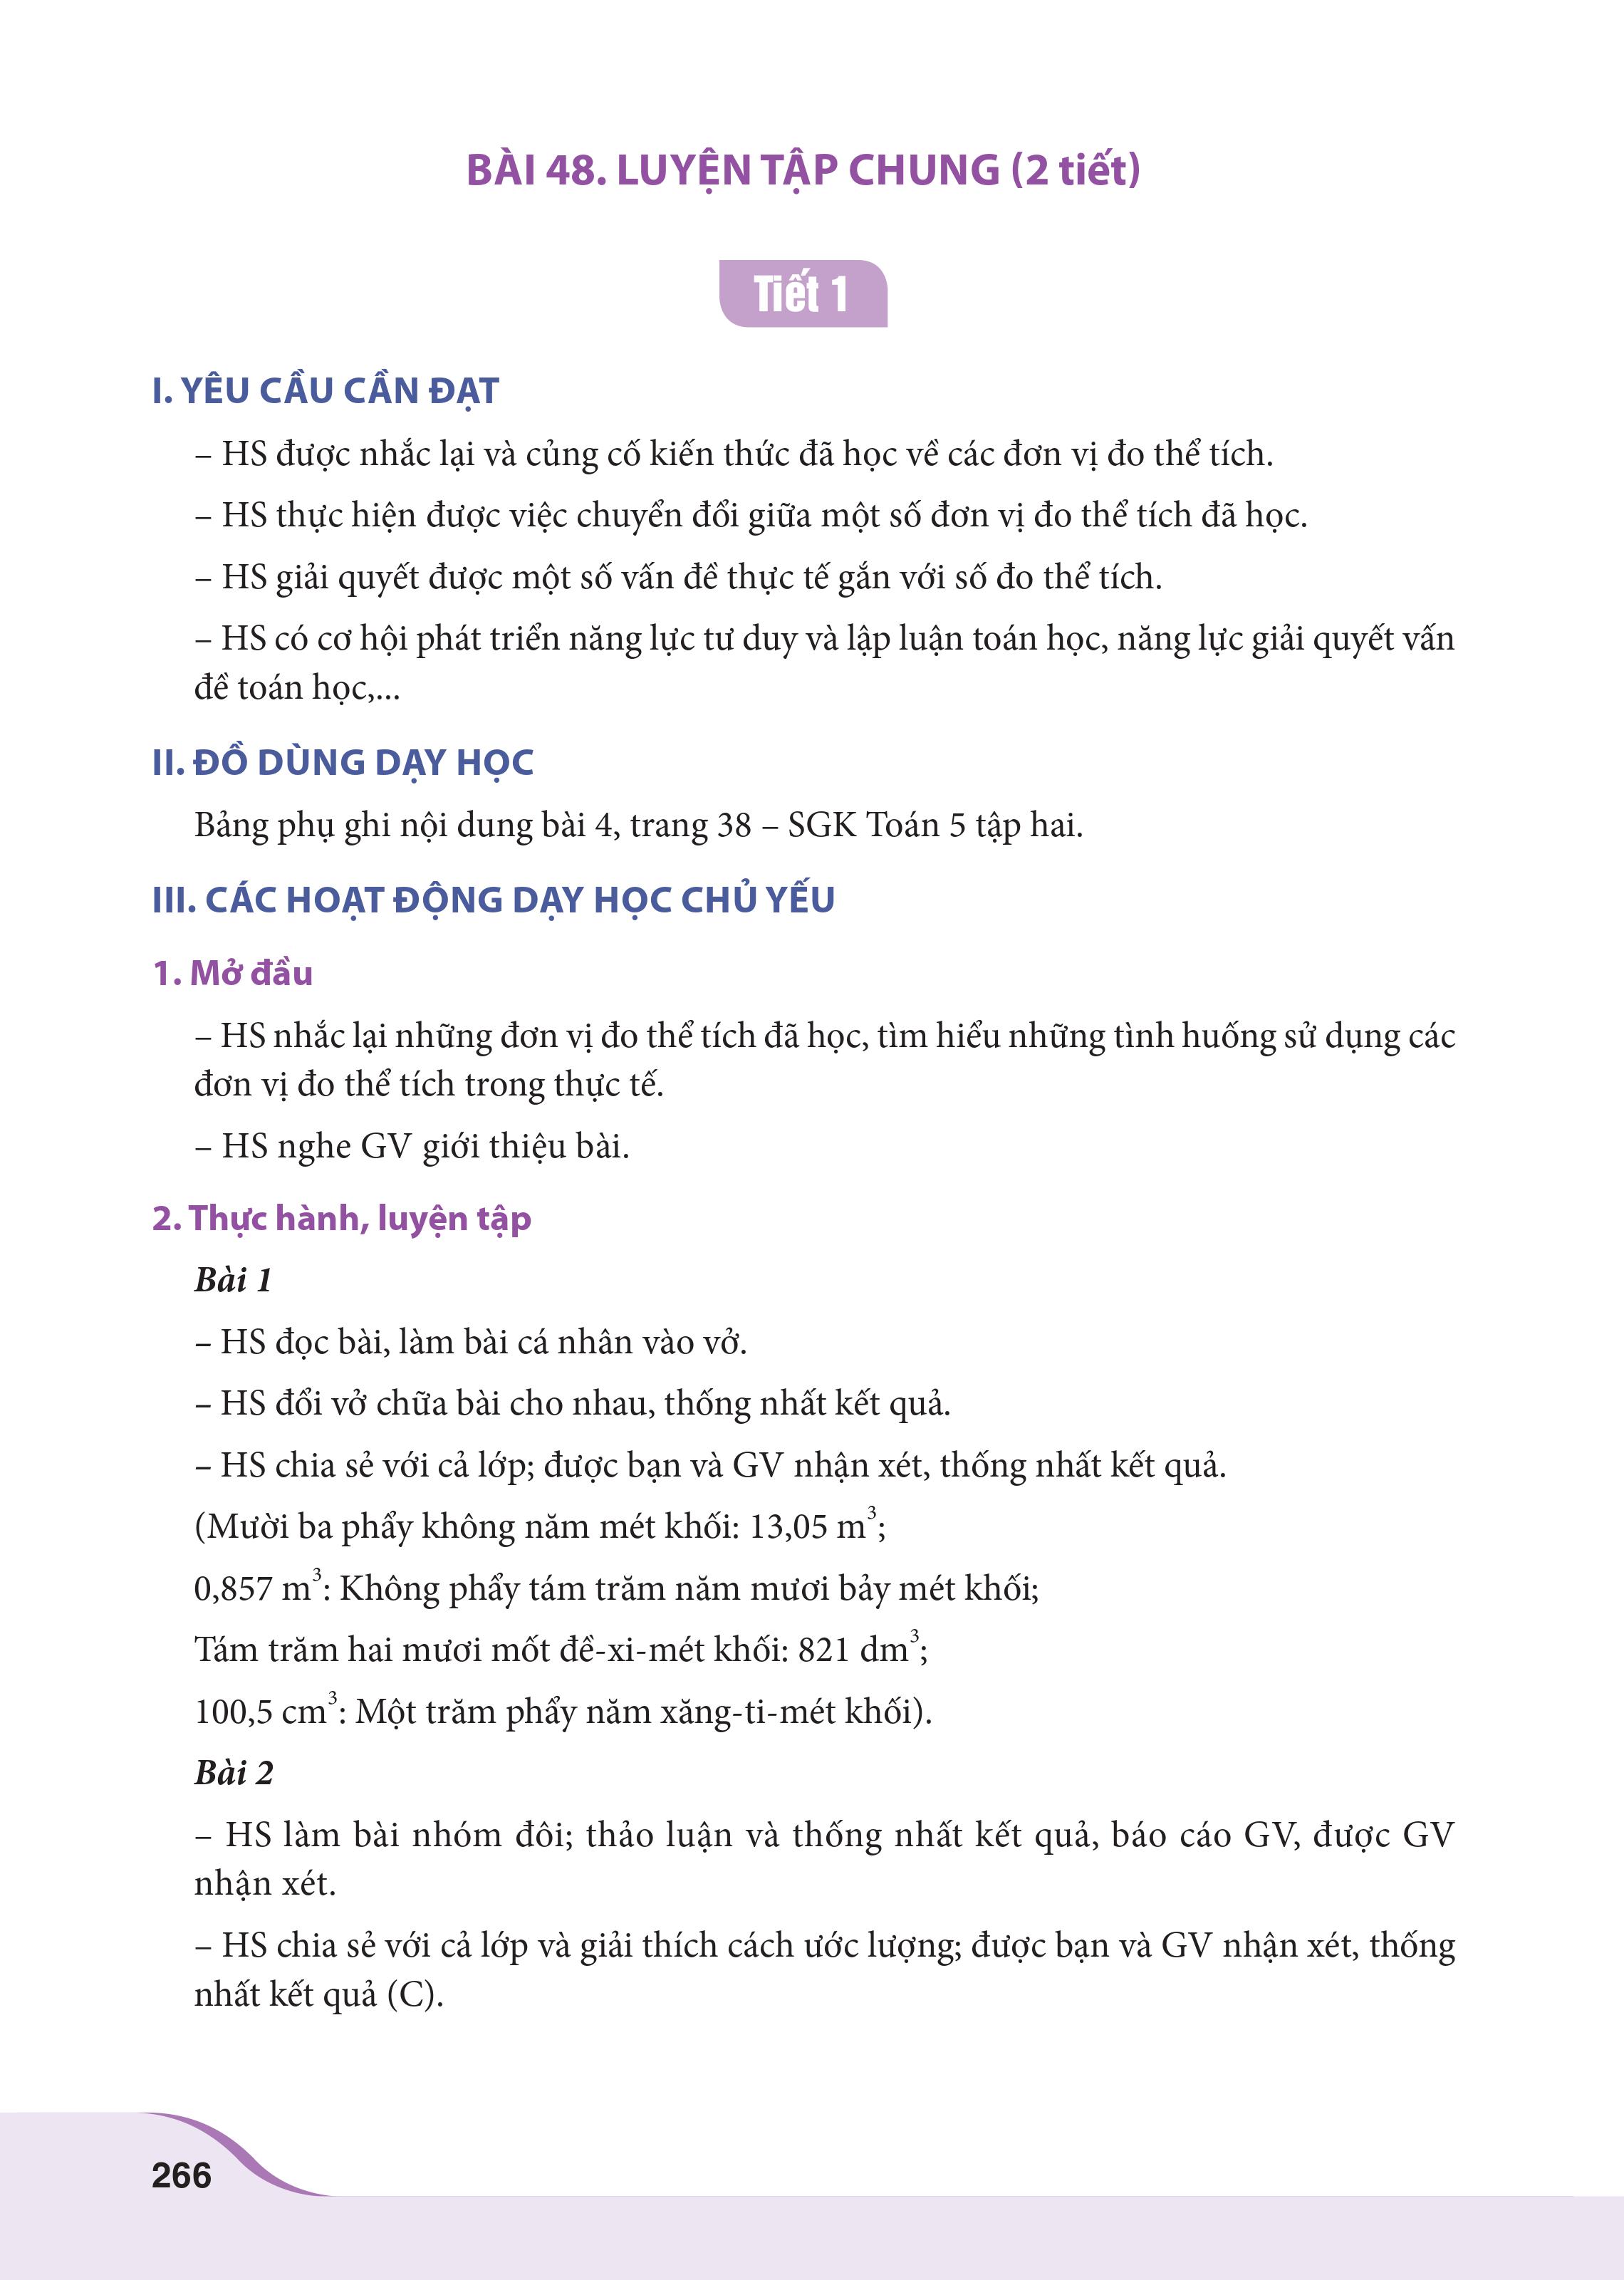 BÀI 48. LUYỆN TẬP CHUNG (2 tiết)
Tiết 1
I. YÊU CẦU CẦN ĐẠT
– HS được nhắc lại và củng cố kiến thức đã học về các đơn vị đo thể tích.
– HS thực hiện được việc chuyển đổi giữa một số đơn vị đo thể tích đã học.
– HS giải quyết được một số vấn đề thực tế gắn với số đo thể tích.
– HS có cơ hội phát triển năng lực tư duy và lập luận toán học, năng lực giải quyết vấn
đề toán học,...
II. ĐỒ DÙNG DẠY HỌC
Bảng phụ ghi nội dung bài 4, trang 38 – SGK Toán 5 tập hai.
III. CÁC HOẠT ĐỘNG DẠY HỌC CHỦ YẾU
1. Mở đầu
– HS nhắc lại những đơn vị đo thể tích đã học, tìm hiểu những tình huống sử dụng các
đơn vị đo thể tích trong thực tế.
– HS nghe GV giới thiệu bài.
2. Thực hành, luyện tập
Bài 1
– HS đọc bài, làm bài cá nhân vào vở.
– HS đổi vở chữa bài cho nhau, thống nhất kết quả.
– HS chia sẻ với cả lớp; được bạn và GV nhận xét, thống nhất kết quả.
(Mười ba phẩy không năm mét khối: 13,05 m³;
0,857 m³: Không phẩy tám trăm năm mươi bảy mét khối;
Tám trăm hai mươi mốt đề-xi-mét khối: 821 dm³;
100,5 cm³: Một trăm phẩy năm xăng-ti-mét khối).
Bài 2
– HS làm bài nhóm đôi; thảo luận và thống nhất kết quả, báo cáo GV, được GV
nhận xét.
– HS chia sẻ với cả lớp và giải thích cách ước lượng; được bạn và GV nhận xét, thống
nhất kết quả (C).
266